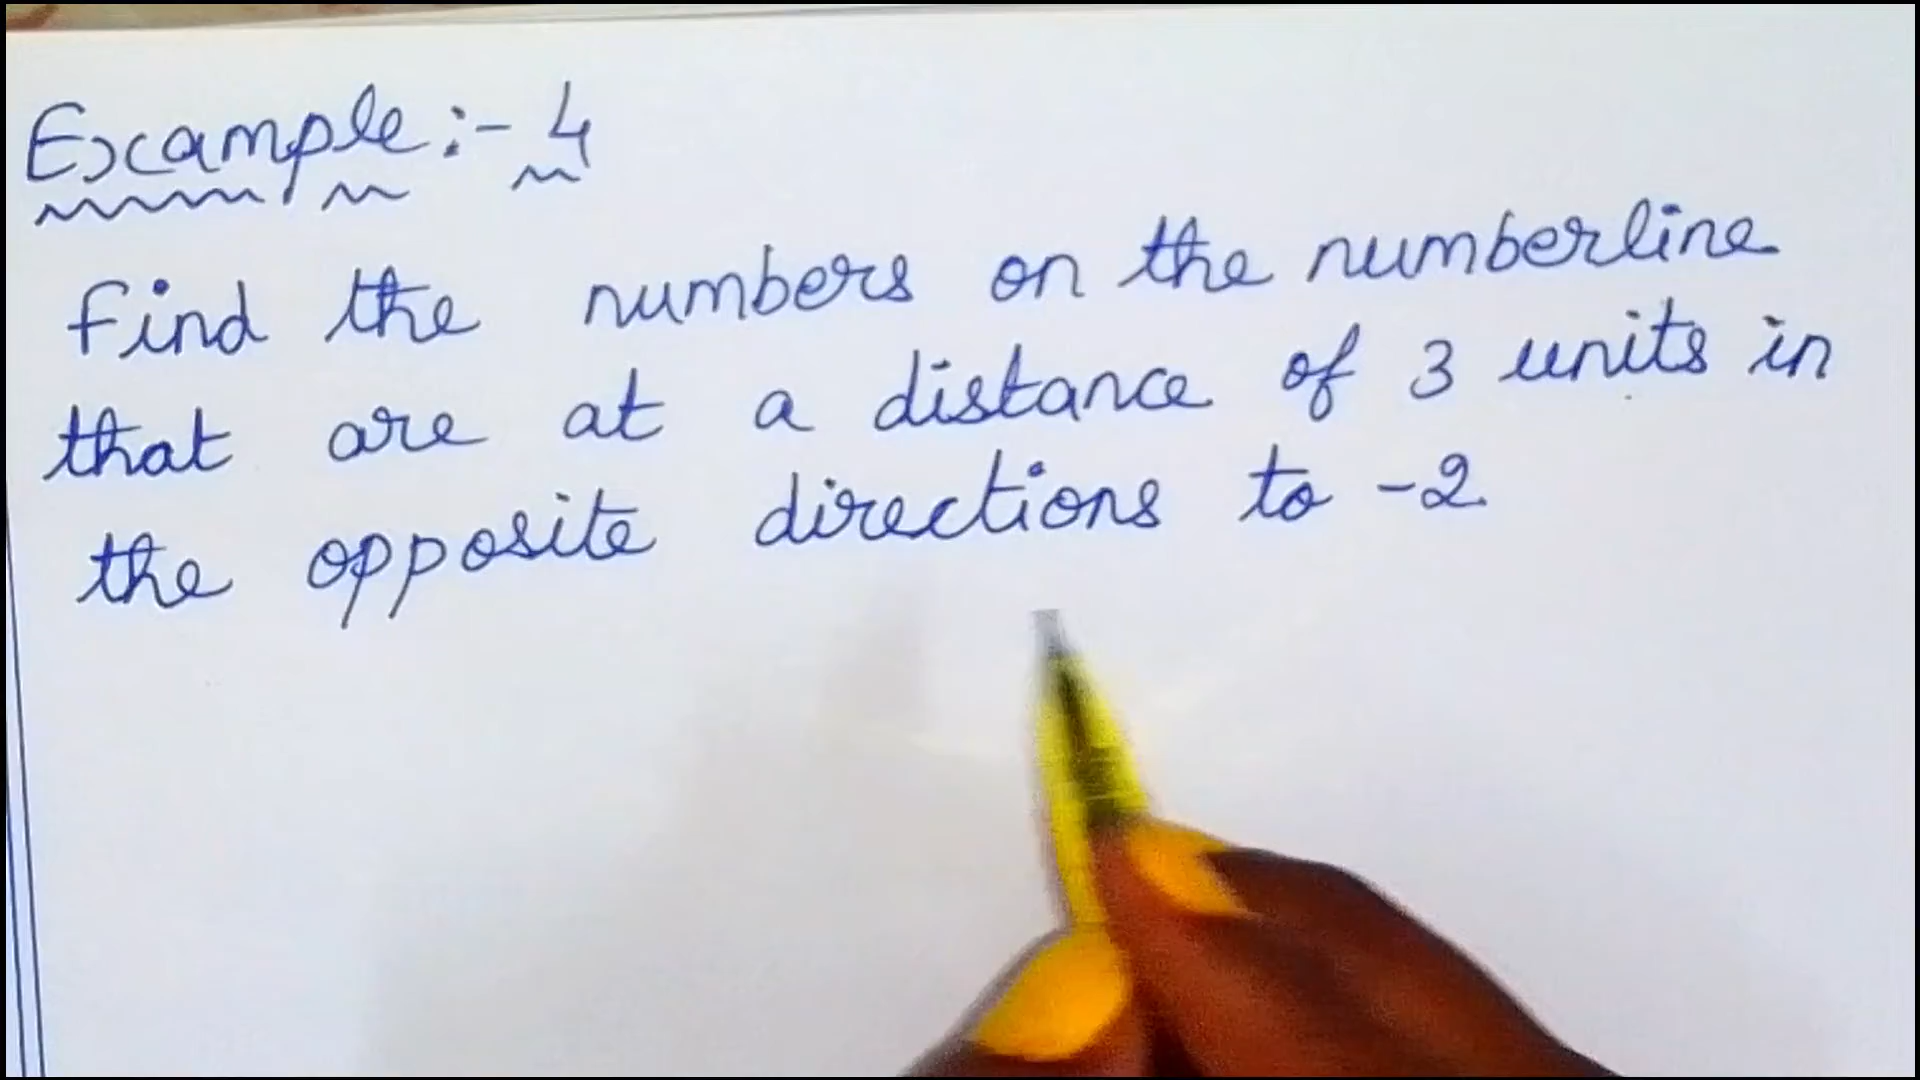 Example:- 4
Find the numbers on the numberline
that are at a distance of 3 units in
the opposite directions to -2